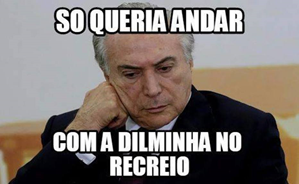 SO QUERIA ANDAR
COM A DILMINHA NO
RECREIO